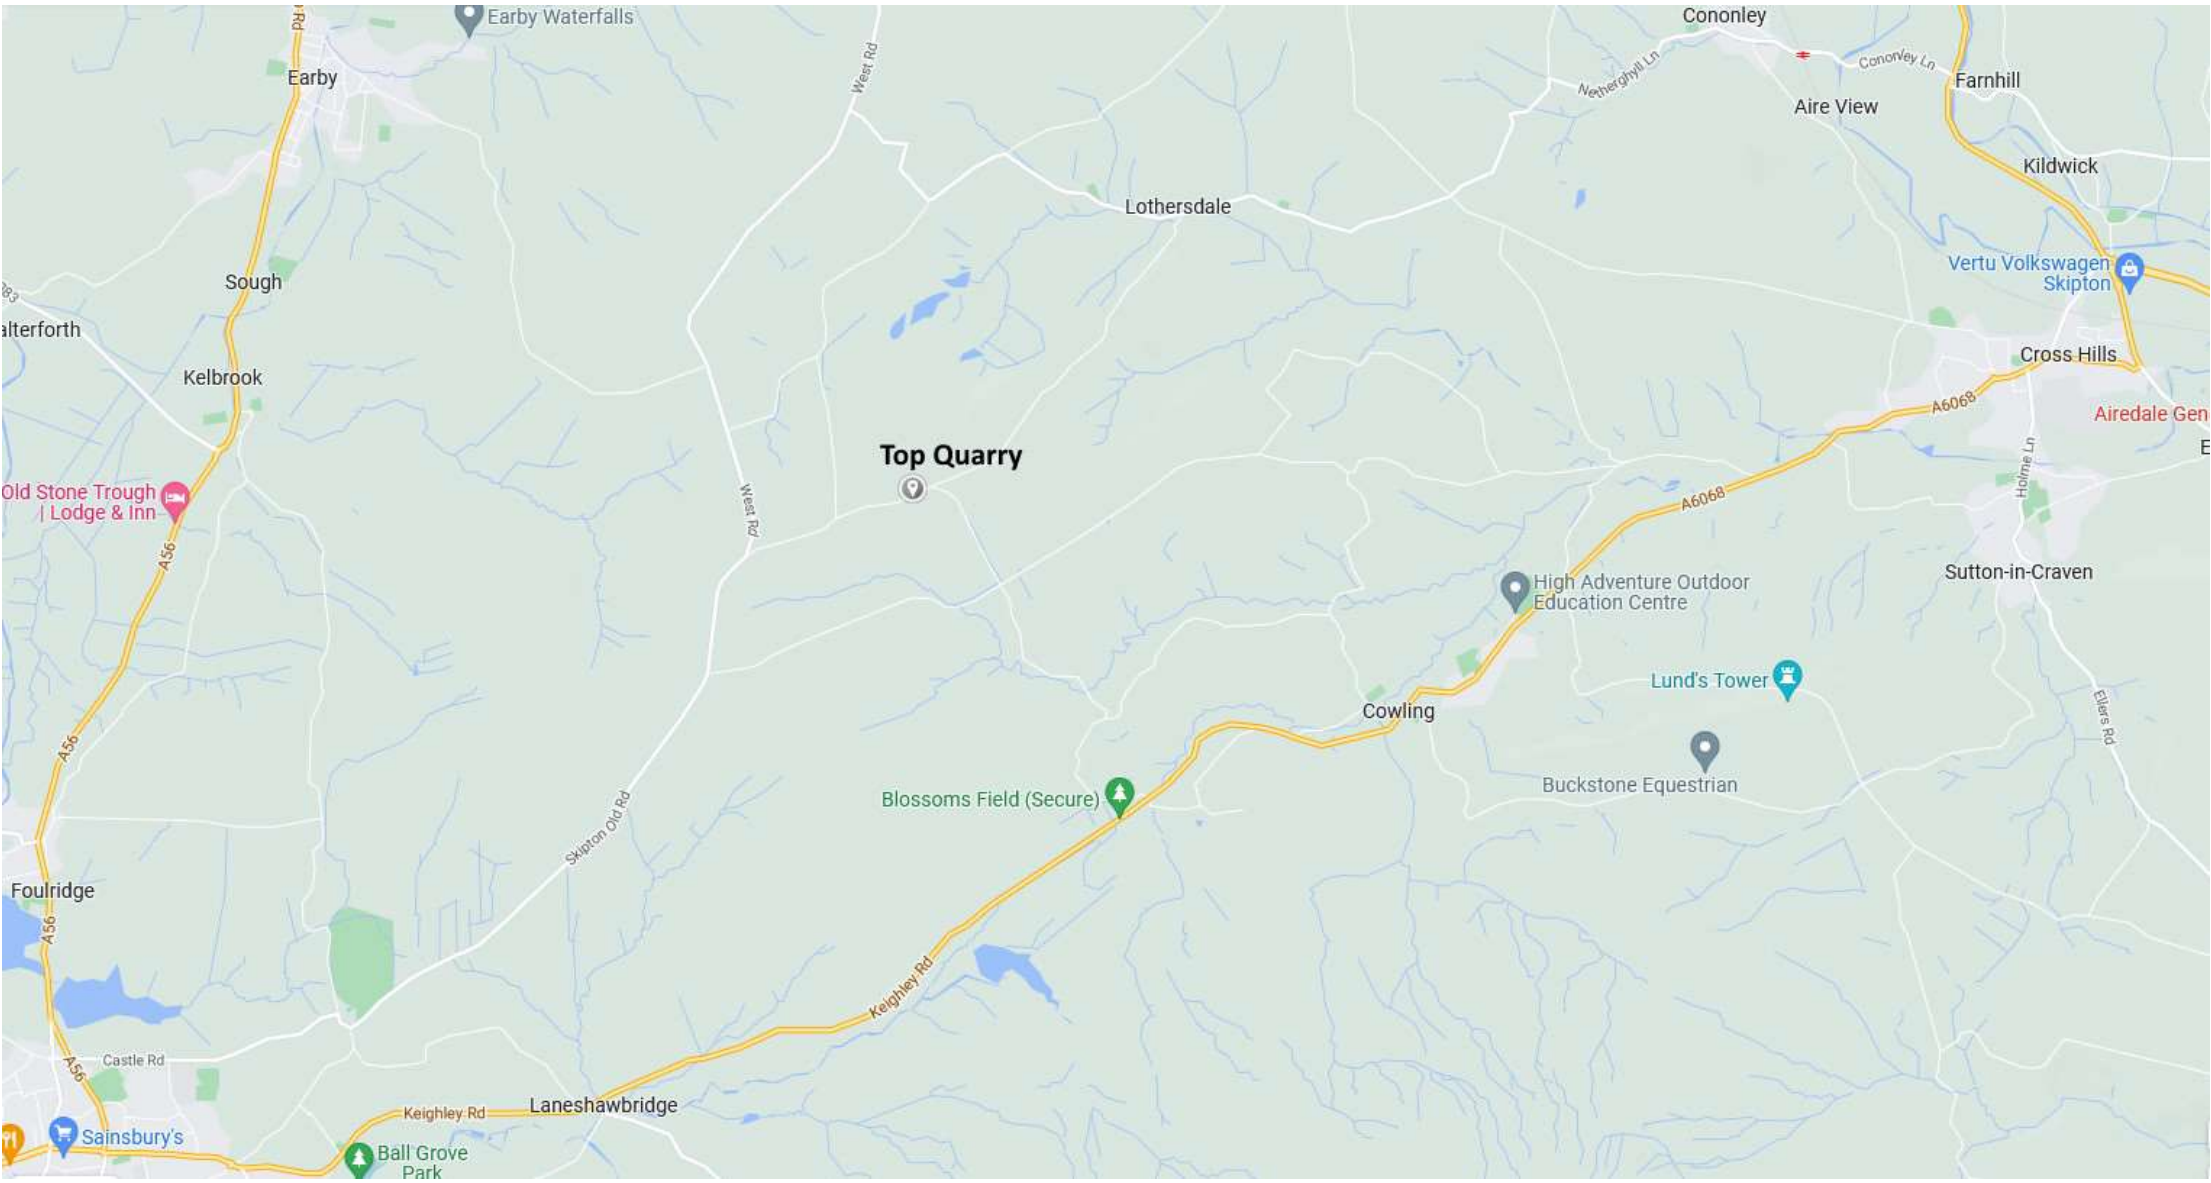 Rd
Earby Waterfalls
Cononley
West Rd
Netherghyll Ln
Cononley Ln
Earby
Farnhill
Aire View
Kildwick
Lothersdale
Vertu Volkswagen
Skipton
Sough
alterforth
Kelbrook
Cross Hills
A6068
Airedale Gen
E
Top Quarry
Old Stone Trough
| Lodge & Inn
West Rd
A6068
Holme Ln
A56
High Adventure Outdoor
Education Centre
Sutton-in-Craven
Lund's Tower
Ellers Rd
Cowling
A56
Buckstone Equestrian
Blossoms Field (Secure)
Skipton Old Rd
Foulridge
A56
Keighley Rd
Castle Rd
A56
Keighley Rd
Laneshawbridge
Sainsbury's
Ball Grove
Park